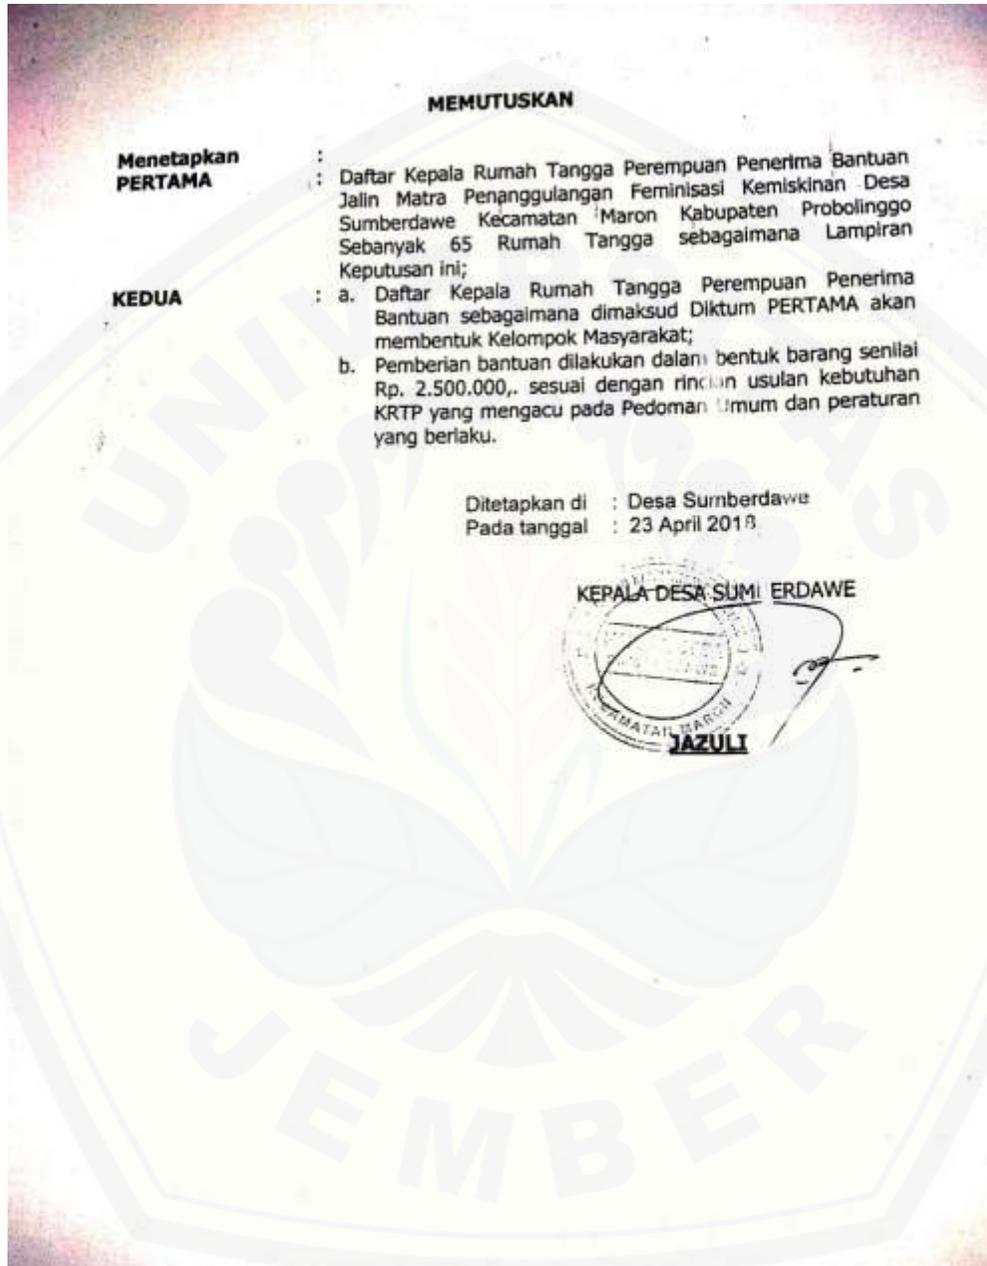 MEMUTUSKAN
Menetapkan :
PERTAMA : Daftar Kepala Rumah Tangga Perempuan Penerima Bantuan
Jalin Matra Penanggulangan Feminisasi Kemiskinan Desa
Sumberdawe Kecamatan Maron Kabupaten Probolinggo
Sebanyak 65 Rumah Tangga sebagaimana Lampiran
Keputusan ini;
KEDUA : a. Daftar Kepala Rumah Tangga Perempuan Penerima
Bantuan sebagaimana dimaksud Diktum PERTAMA akan
membentuk Kelompok Masyarakat;
b. Pemberian bantuan dilakukan dalam bentuk barang senilai
Rp. 2.500.000,. sesuai dengan rincian usulan kebutuhan
KRTP yang mengacu pada Pedoman Umum dan peraturan
yang berlaku.
Ditetapkan di : Desa Sumberdawe
Pada tanggal : 23 April 2018
KEPALA DESA SUMBERDAWE
KECAMATAN MARON
JAZULI
UNIVERSITAS
JEMBER